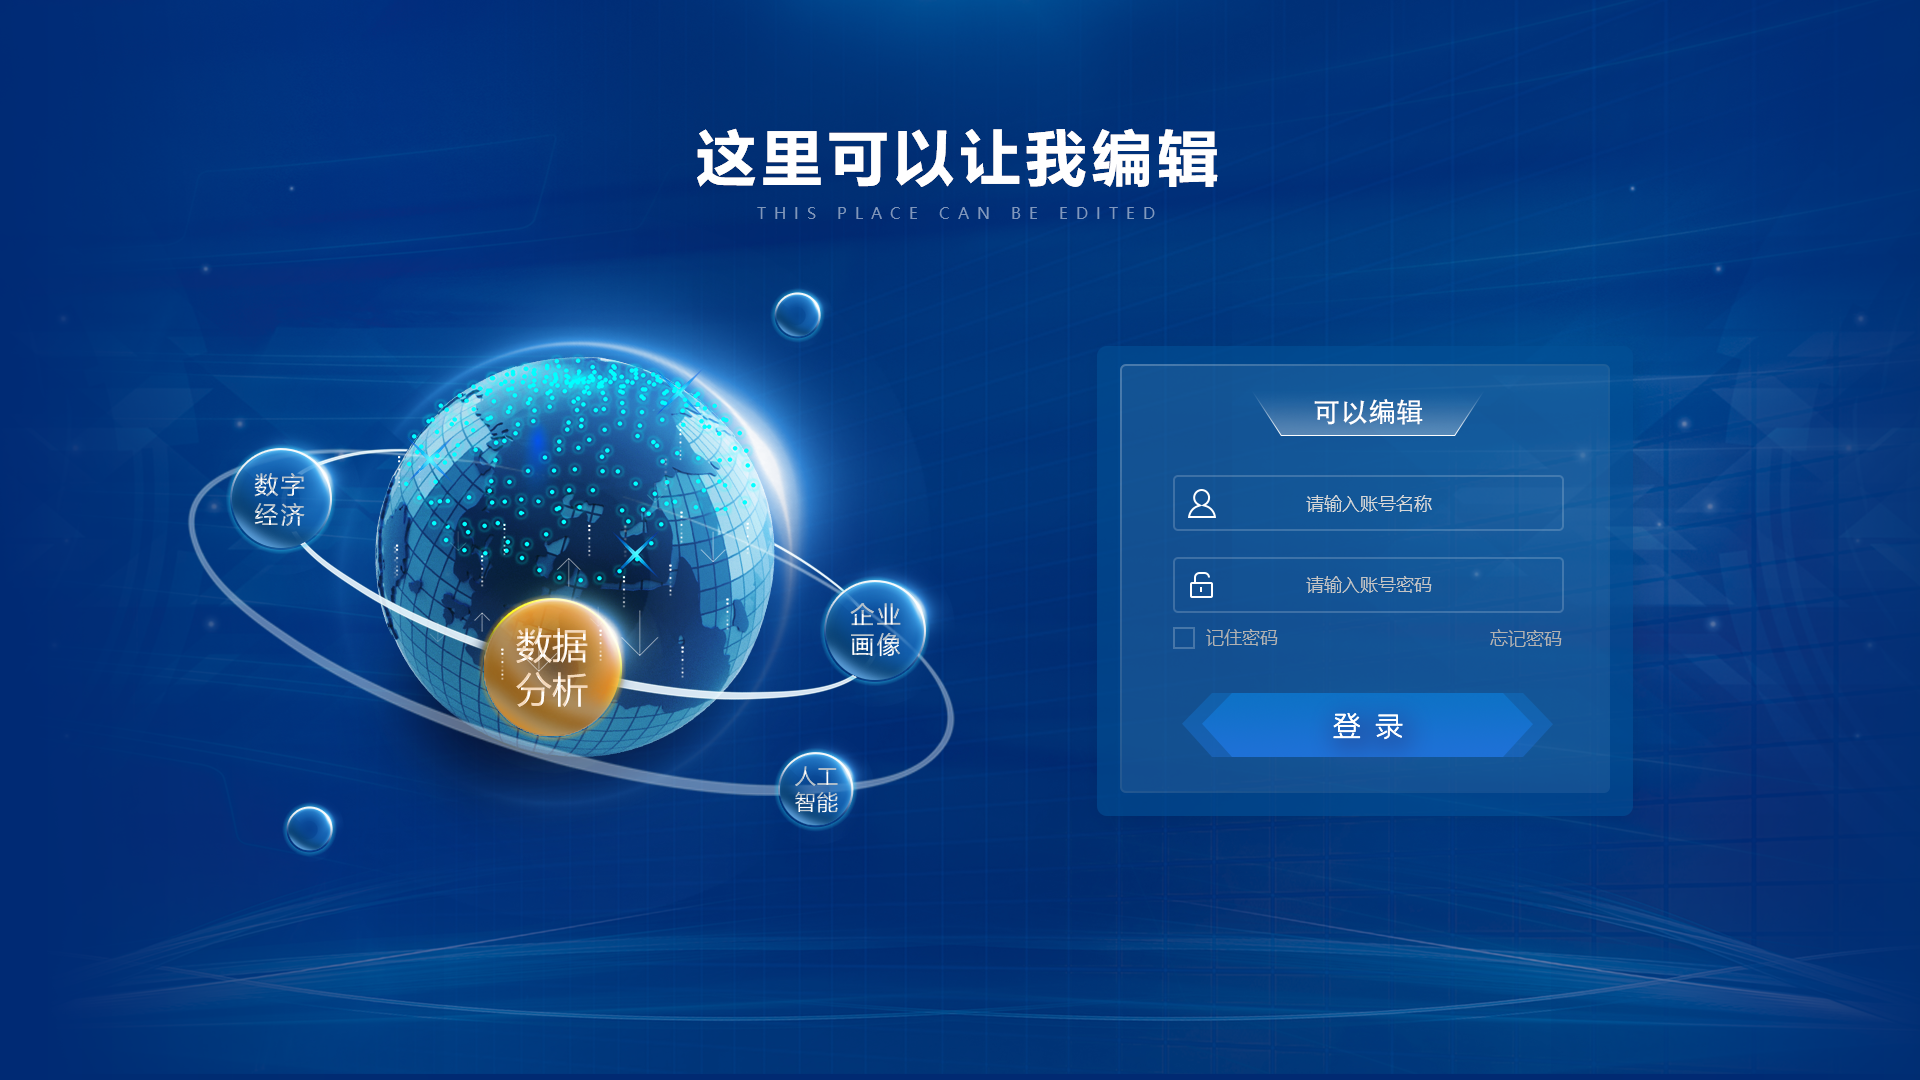 这里可以让我编辑
THIS PLACE CAN BE EDITED
数字
经济
数据
分析
企业
画像
人工
智能
可以编辑
请输入账号名称
请输入账号密码
记住密码
忘记密码
登 录